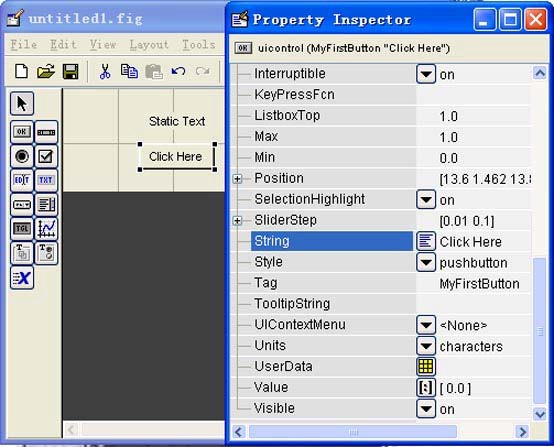 untitled1.fig
File Edit View Layout Tools
OK
EDIT TXT
TGL
Static Text
Click Here
Property Inspector
OK uicontrol (MyFirstButton "Click Here")
Interruptible on
KeyPressFcn
ListboxTop 1.0
Max 1.0
Min 0.0
Position [13.6 1.462 13.8
SelectionHighlight on
SliderStep [0.01 0.1]
String Click Here
Style pushbutton
Tag MyFirstButton
TooltipString
UIContextMenu <None>
Units characters
UserData
Value [ 0.0 ]
Visible on